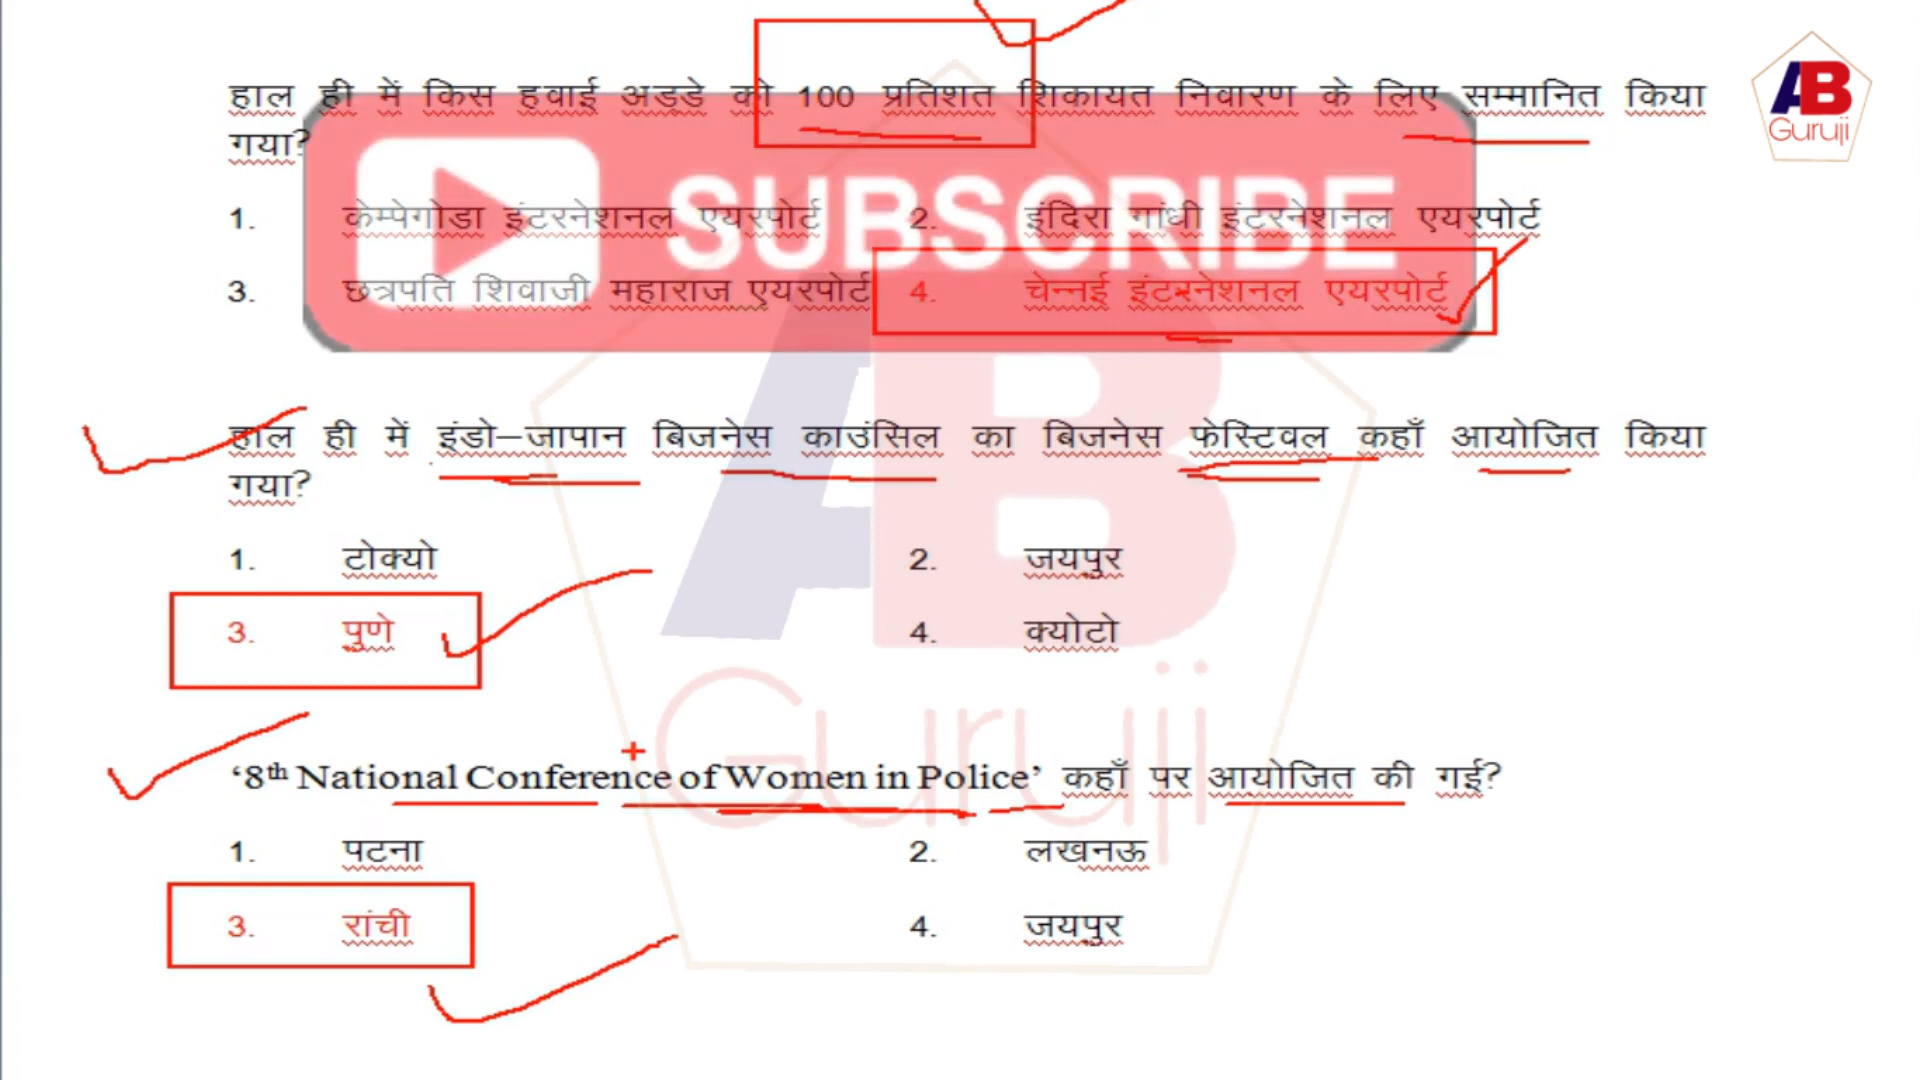 AB
Guruji
हाल ही में किस हवाई अड्डे को 100 प्रतिशत शिकायत निवारण के लिए सम्मानित किया
गया?
SUBSCRIBE
1. केम्पेगोडा इंटरनेशनल एयरपोर्ट 2. इंदिरा गांधी इंटरनेशनल एयरपोर्ट
3. छत्रपति शिवाजी महाराज एयरपोर्ट 4. चेन्नई इंटरनेशनल एयरपोर्ट
हाल ही में इंडो–जापान बिजनेस काउंसिल का बिजनेस फेस्टिवल कहाँ आयोजित किया
गया?
1. टोक्यो 2. जयपुर
3. पुणे 4. क्योटो
AB
Guruji
‘8th National Conference of Women in Police’ कहाँ पर आयोजित की गई?
1. पटना 2. लखनऊ
3. रांची 4. जयपुर